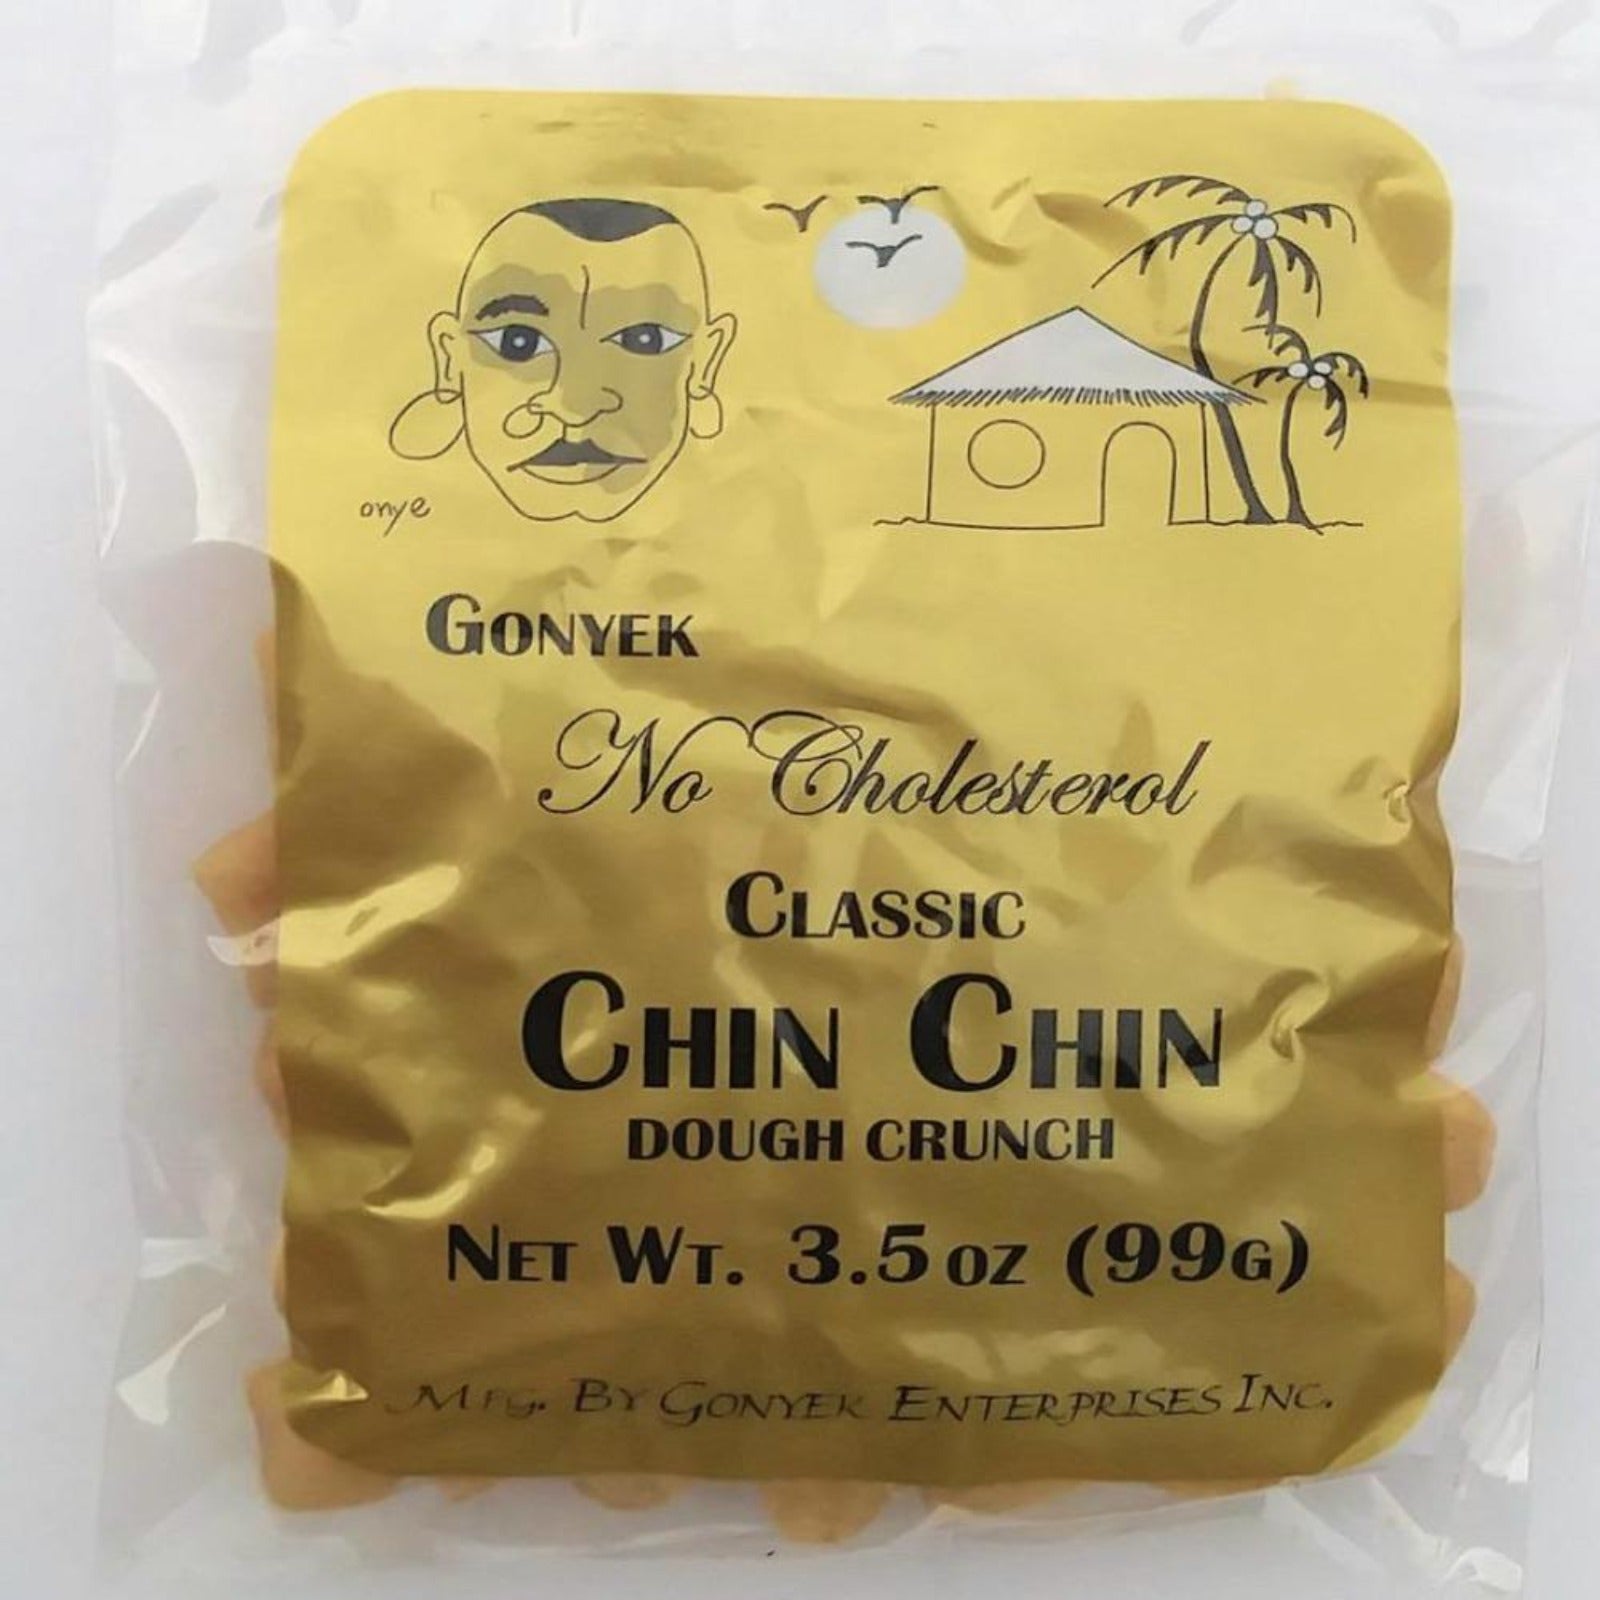 onye
GONYEK
No Cholesterol
CLASSIC
CHIN CHIN
DOUGH CRUNCH
NET WT. 3.5 OZ (99G)
MFG. BY GONYEK ENTERPRISES INC.